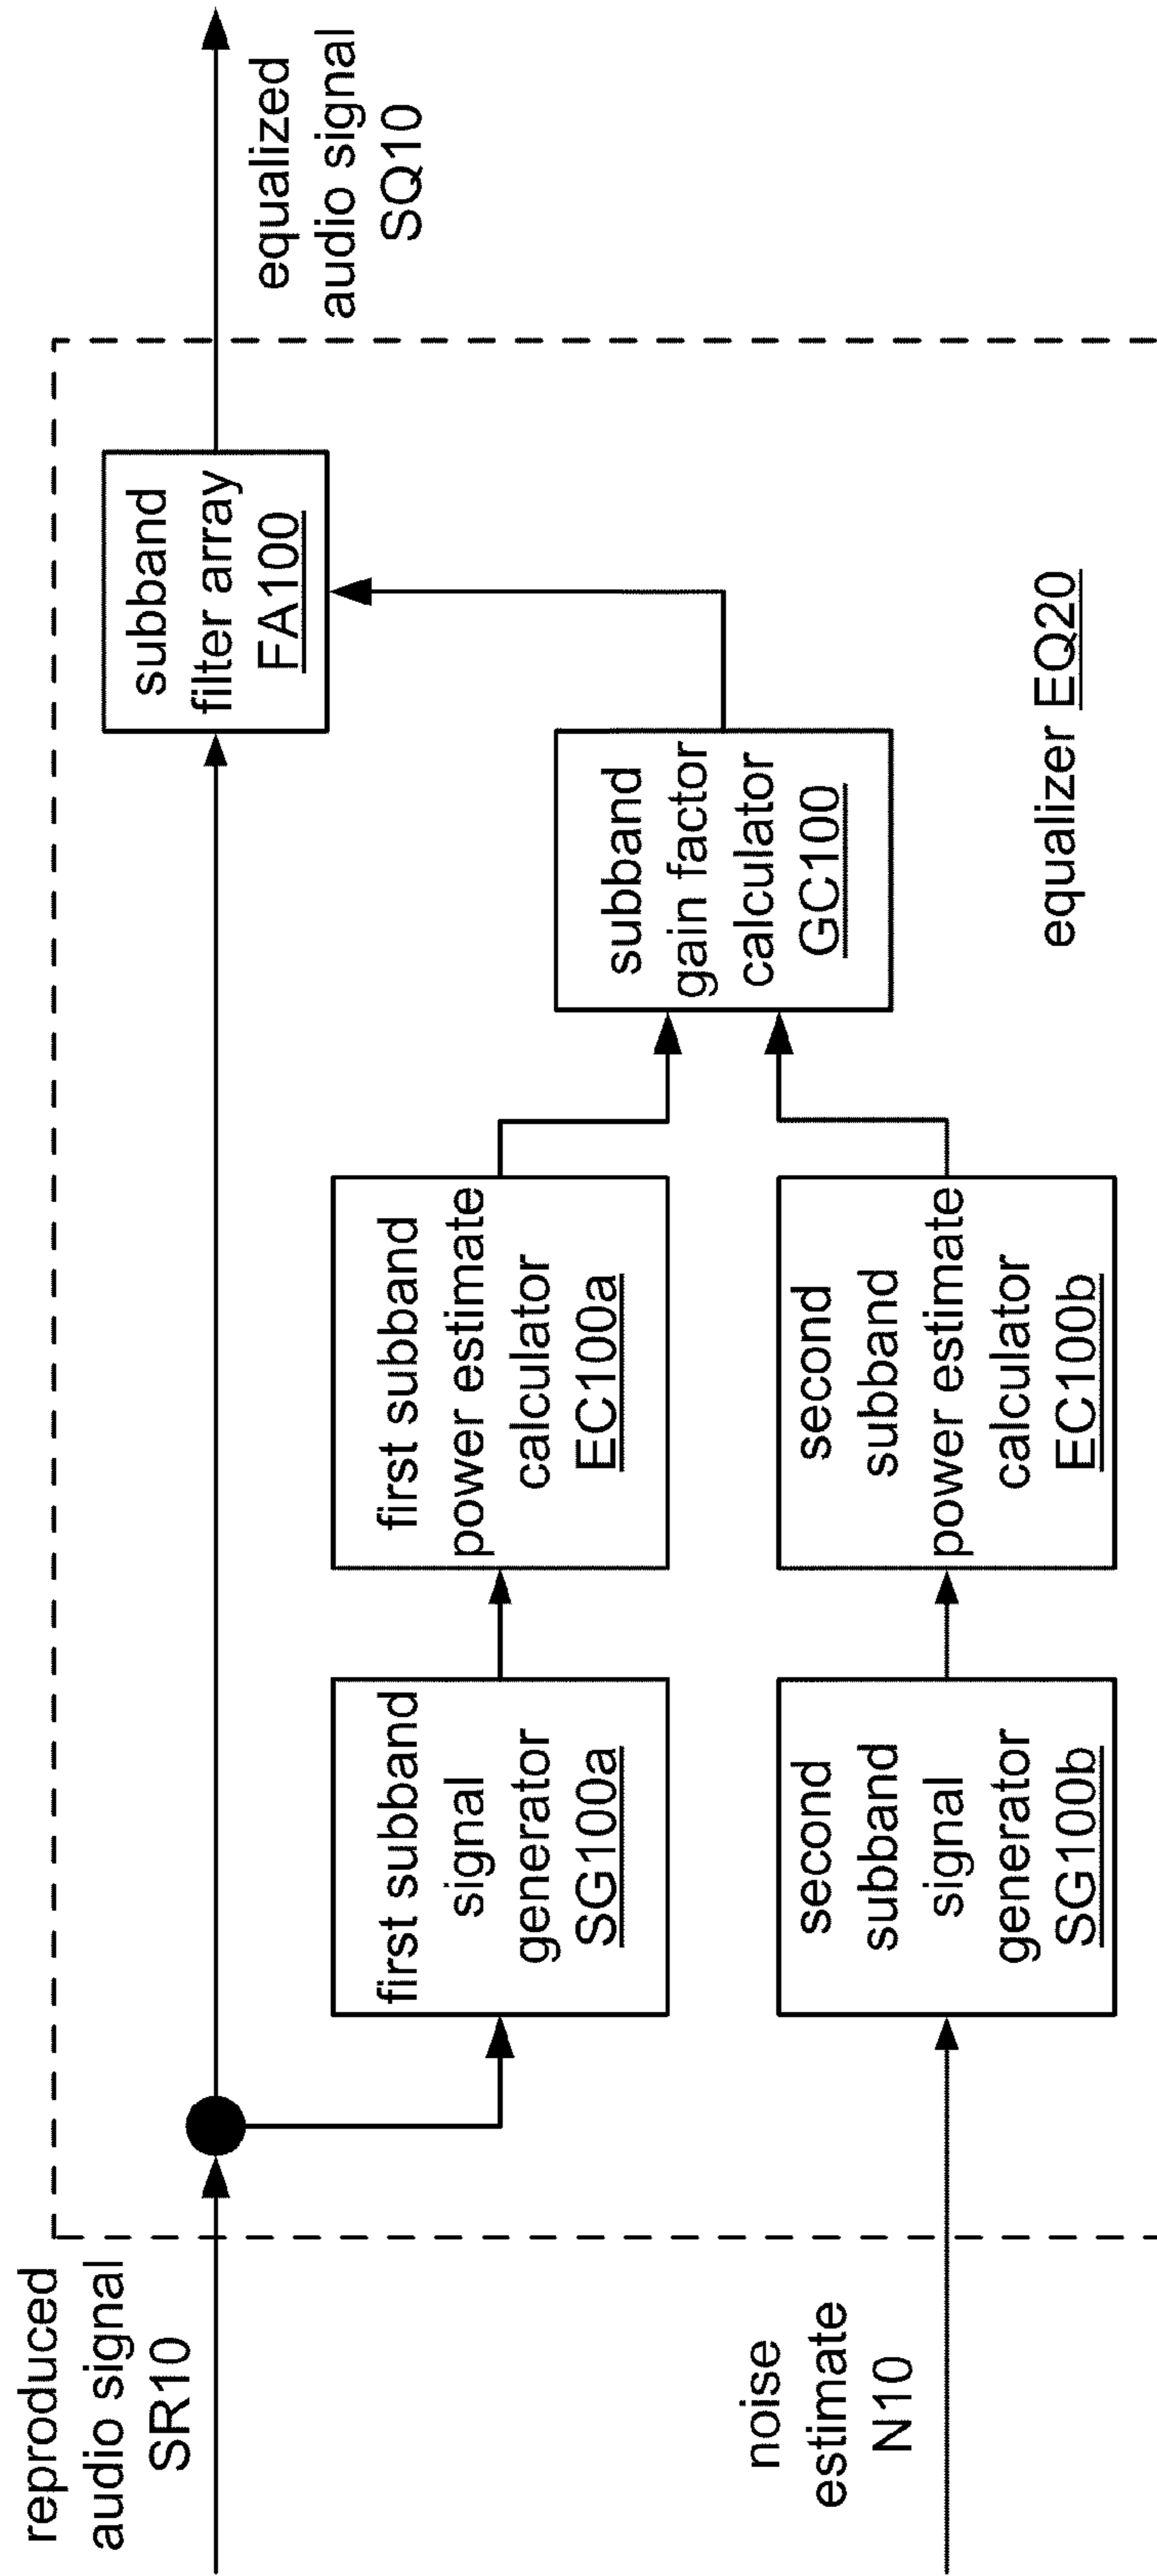 reproduced
audio signal
SR10
noise
estimate
N10
first subband
signal
generator
SG100a
second
subband
signal
generator
SG100b
first subband
power estimate
calculator
EC100a
second
subband
power estimate
calculator
EC100b
subband
gain factor
calculator
GC100
subband
filter array
FA100
equalizer EQ20
equalized
audio signal
SQ10